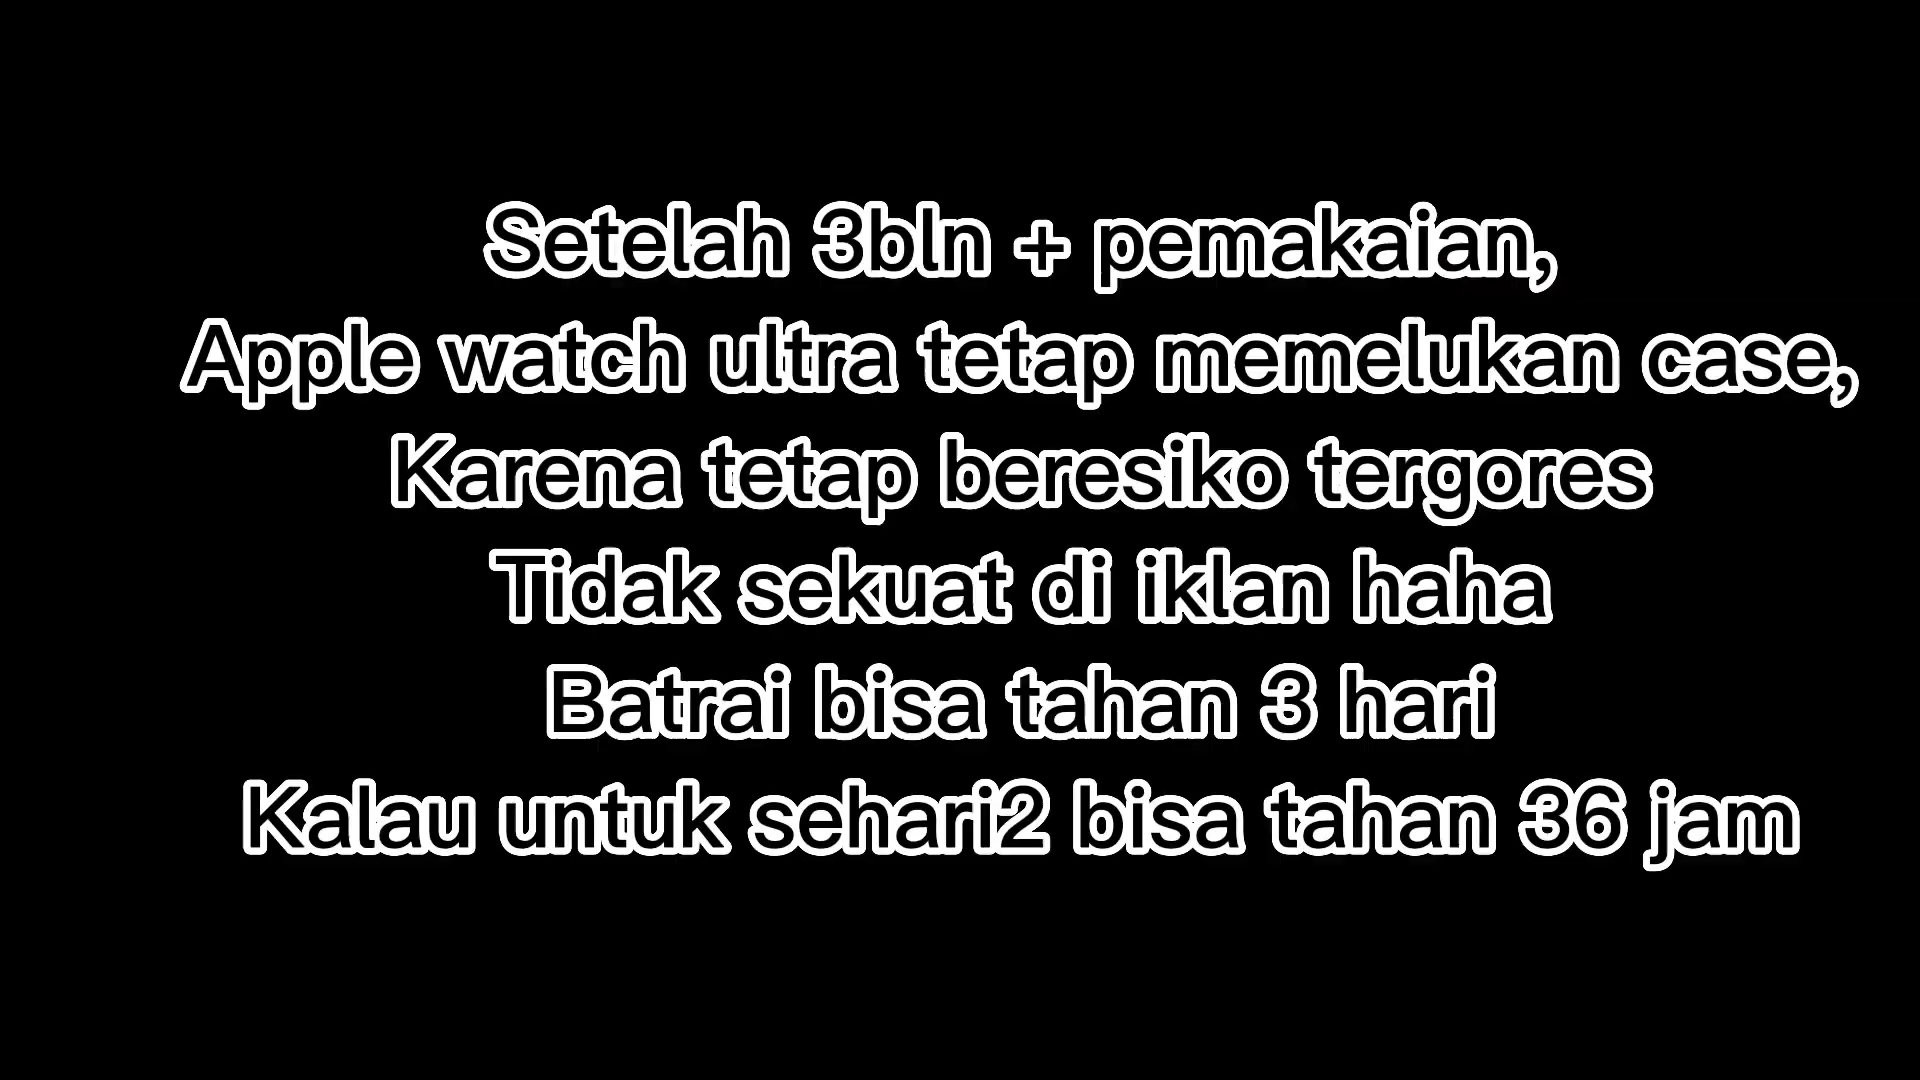 Setelah 3bln + pemakaian,
Apple watch ultra tetap memelukan case,
Karena tetap beresiko tergores
Tidak sekuat di iklan haha
Batrai bisa tahan 3 hari
Kalau untuk sehari2 bisa tahan 36 jam